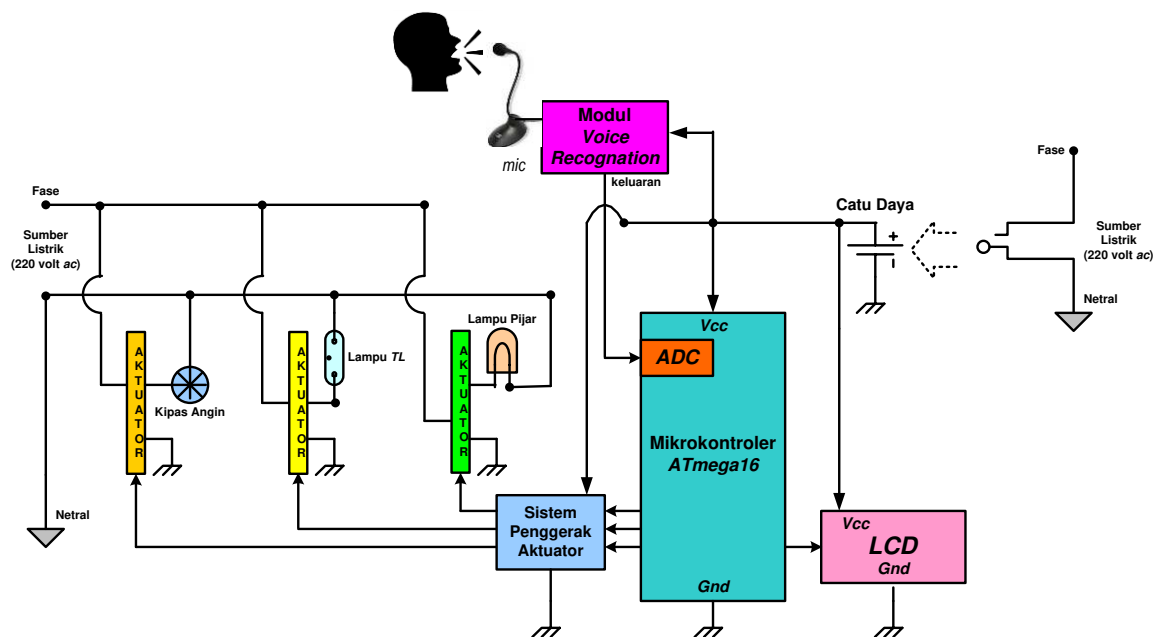 Modul
Voice
Recognation
mic
keluaran
Fase
Fase
Catu Daya
Sumber
Listrik
(220 volt ac)
Sumber
Listrik
(220 volt ac)
+
Netral
Vcc
Lampu Pijar
ADC
AKTUATOR
AKTUATOR
AKTUATOR
Lampu TL
Kipas Angin
Mikrokontroler
ATmega16
Netral
Sistem
Penggerak
Aktuator
Vcc
LCD
Gnd
Gnd